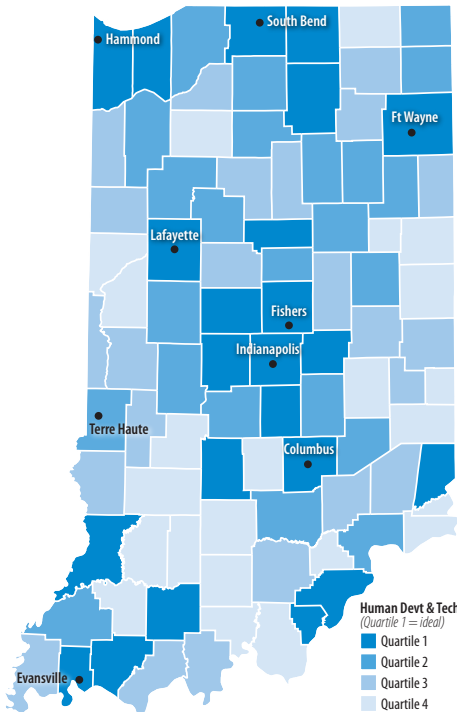 South Bend
Hammond
Ft Wayne
Lafayette
Fishers
Indianapolis
Terre Haute
Columbus
Evansville
Human Devt & Tech
(Quartile 1 = ideal)
Quartile 1
Quartile 2
Quartile 3
Quartile 4